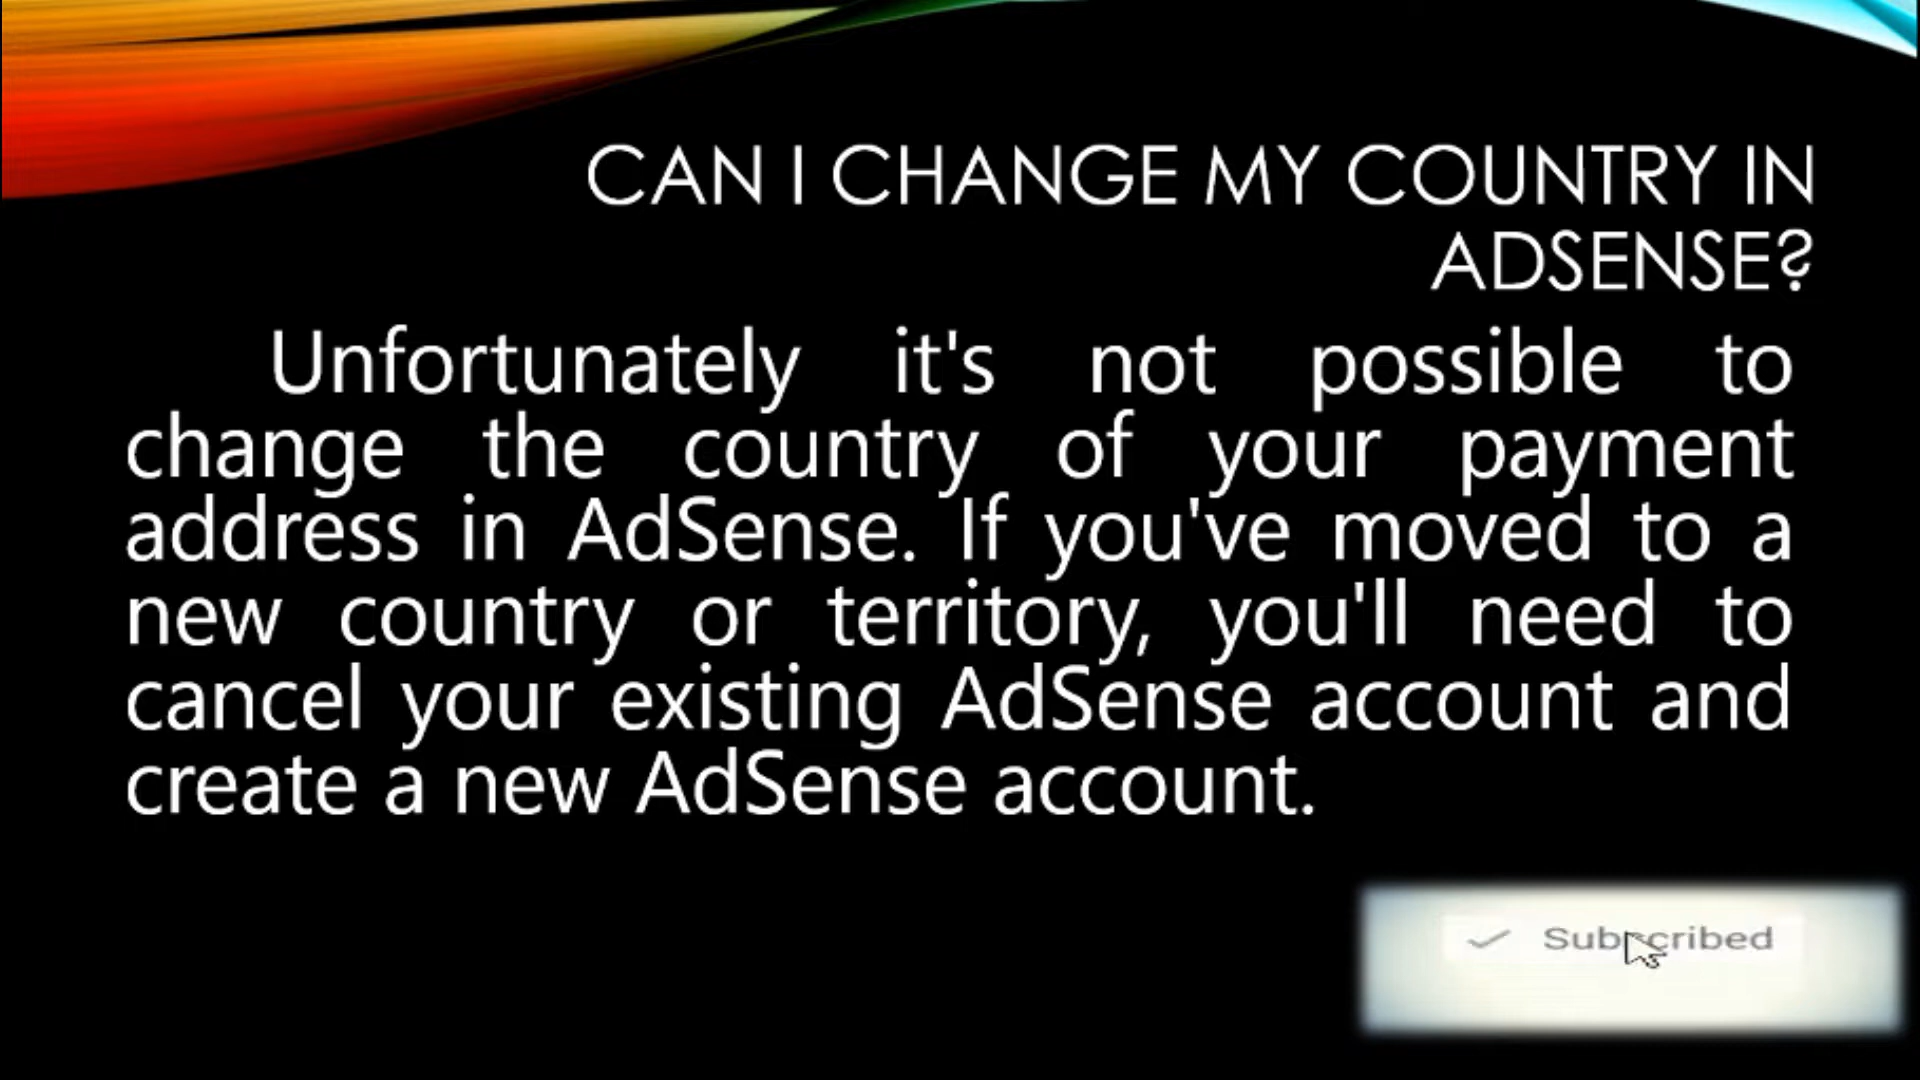 CAN I CHANGE MY COUNTRY IN
ADSENSE?
Unfortunately it's not possible to
change the country of your payment
address in AdSense. If you've moved to a
new country or territory, you'll need to
cancel your existing AdSense account and
create a new AdSense account.
Subscribed